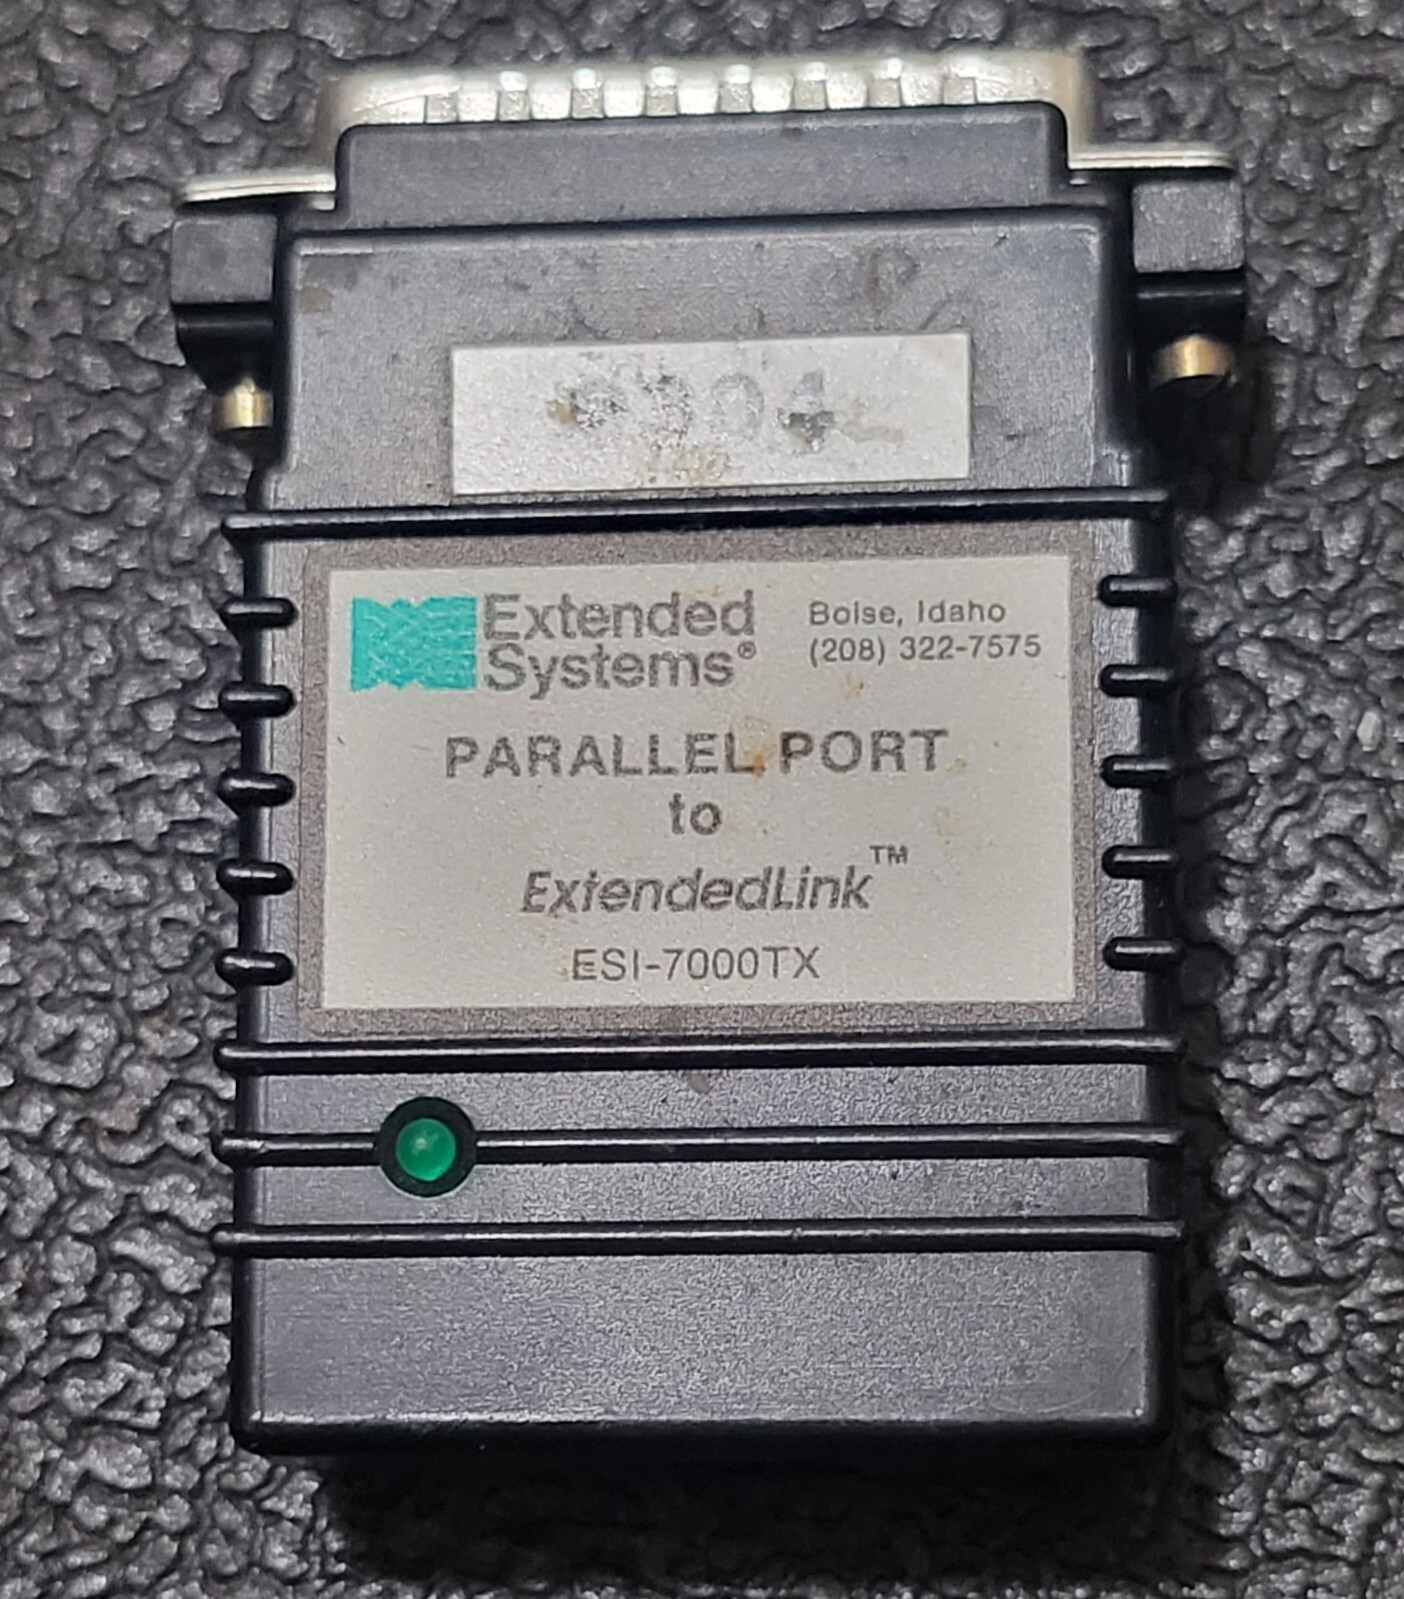 Extended
Systems®
Boise, Idaho
(208) 322-7575
PARALLEL PORT
to
ExtendedLink™
ESI-7000TX